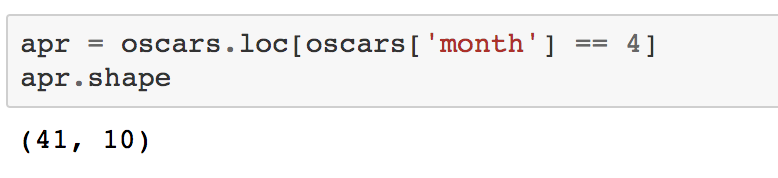 apr = oscars.loc[oscars['month'] == 4]
apr.shape
(41, 10)